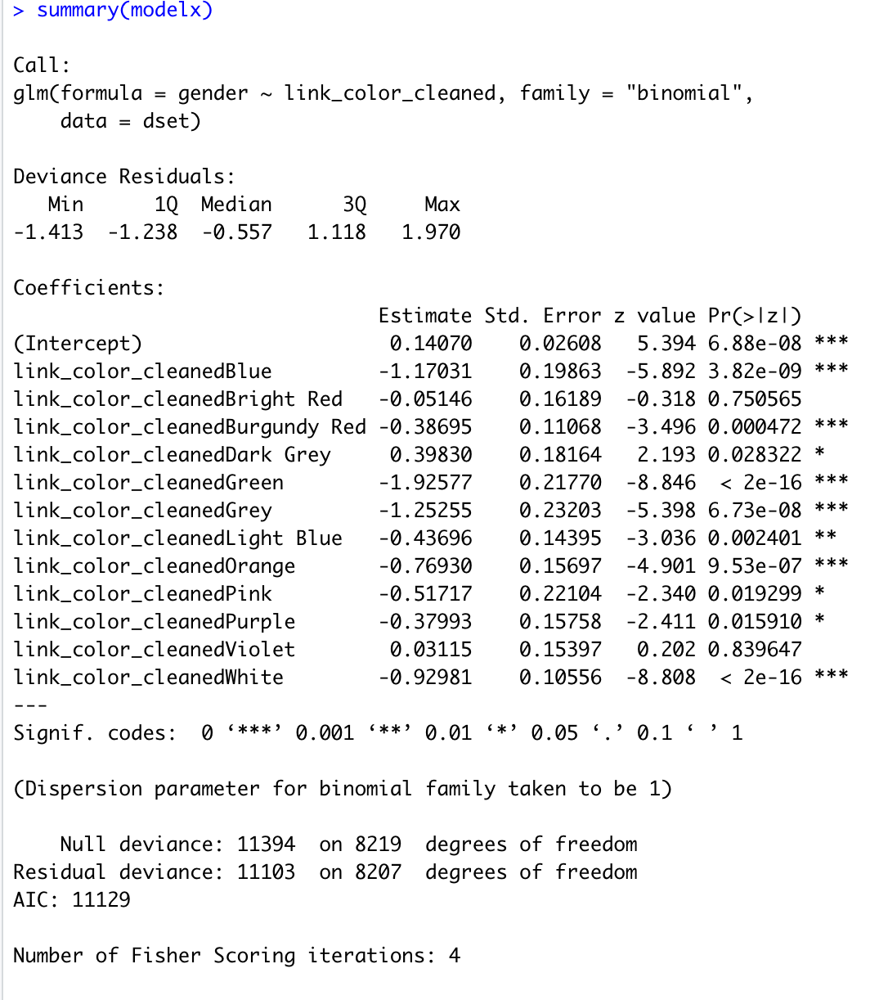 > summary(modelx)
Call:
glm(formula = gender ~ link_color_cleaned, family = "binomial",
    data = dset)
Deviance Residuals:
   Min      1Q  Median      3Q     Max
-1.413  -1.238  -0.557   1.118   1.970
Coefficients:
                               Estimate Std. Error z value Pr(>|z|)
(Intercept)                     0.14070    0.02608   5.394 6.88e-08 ***
link_color_cleanedBlue         -1.17031    0.19863  -5.892 3.82e-09 ***
link_color_cleanedBright Red   -0.05146    0.16189  -0.318 0.750565
link_color_cleanedBurgundy Red -0.38695    0.11068  -3.496 0.000472 ***
link_color_cleanedDark Grey     0.39830    0.18164   2.193 0.028322 *
link_color_cleanedGreen        -1.92577    0.21770  -8.846  < 2e-16 ***
link_color_cleanedGrey         -1.25255    0.23203  -5.398 6.73e-08 ***
link_color_cleanedLight Blue   -0.43696    0.14395  -3.036 0.002401 **
link_color_cleanedOrange       -0.76930    0.15697  -4.901 9.53e-07 ***
link_color_cleanedPink         -0.51717    0.22104  -2.340 0.019299 *
link_color_cleanedPurple       -0.37993    0.15758  -2.411 0.015910 *
link_color_cleanedViolet        0.03115    0.15397   0.202 0.839647
link_color_cleanedWhite        -0.92981    0.10556  -8.808  < 2e-16 ***
---
Signif. codes:  0 ‘***’ 0.001 ‘**’ 0.01 ‘*’ 0.05 ‘.’ 0.1 ‘ ’ 1
(Dispersion parameter for binomial family taken to be 1)
    Null deviance: 11394  on 8219  degrees of freedom
Residual deviance: 11103  on 8207  degrees of freedom
AIC: 11129
Number of Fisher Scoring iterations: 4